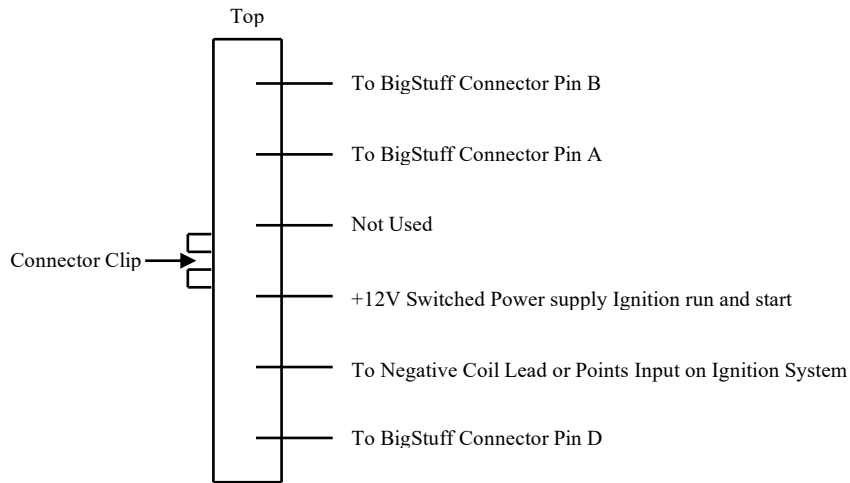 Top
To BigStuff Connector Pin B
To BigStuff Connector Pin A
Not Used
Connector Clip
+12V Switched Power supply Ignition run and start
To Negative Coil Lead or Points Input on Ignition System
To BigStuff Connector Pin D